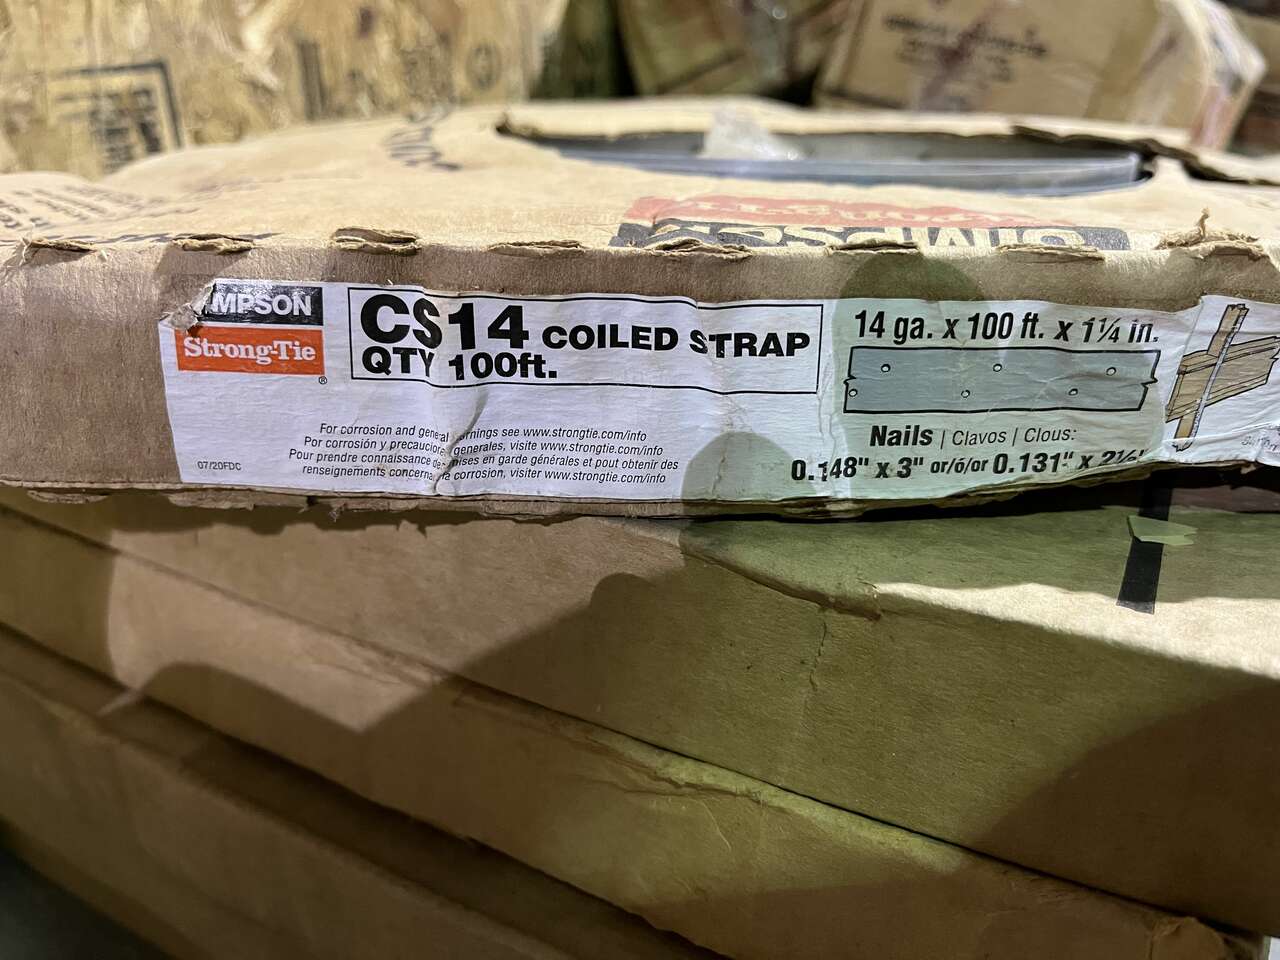 MPSON
Strong-Tie
®
CS14 COILED STRAP
QTY 100ft.
14 ga. x 100 ft. x 1¼ in.
Nails | Clavos | Clous:
0.148" x 3" or/ó/or 0.131" x 2½"
For corrosion and general warnings see www.strongtie.com/info
Por corrosión y precauciones generales, visite www.strongtie.com/info
Pour prendre connaissance des mises en garde générales et pout obtenir des
renseignements concernant la corrosion, visiter www.strongtie.com/info
07/20FDC